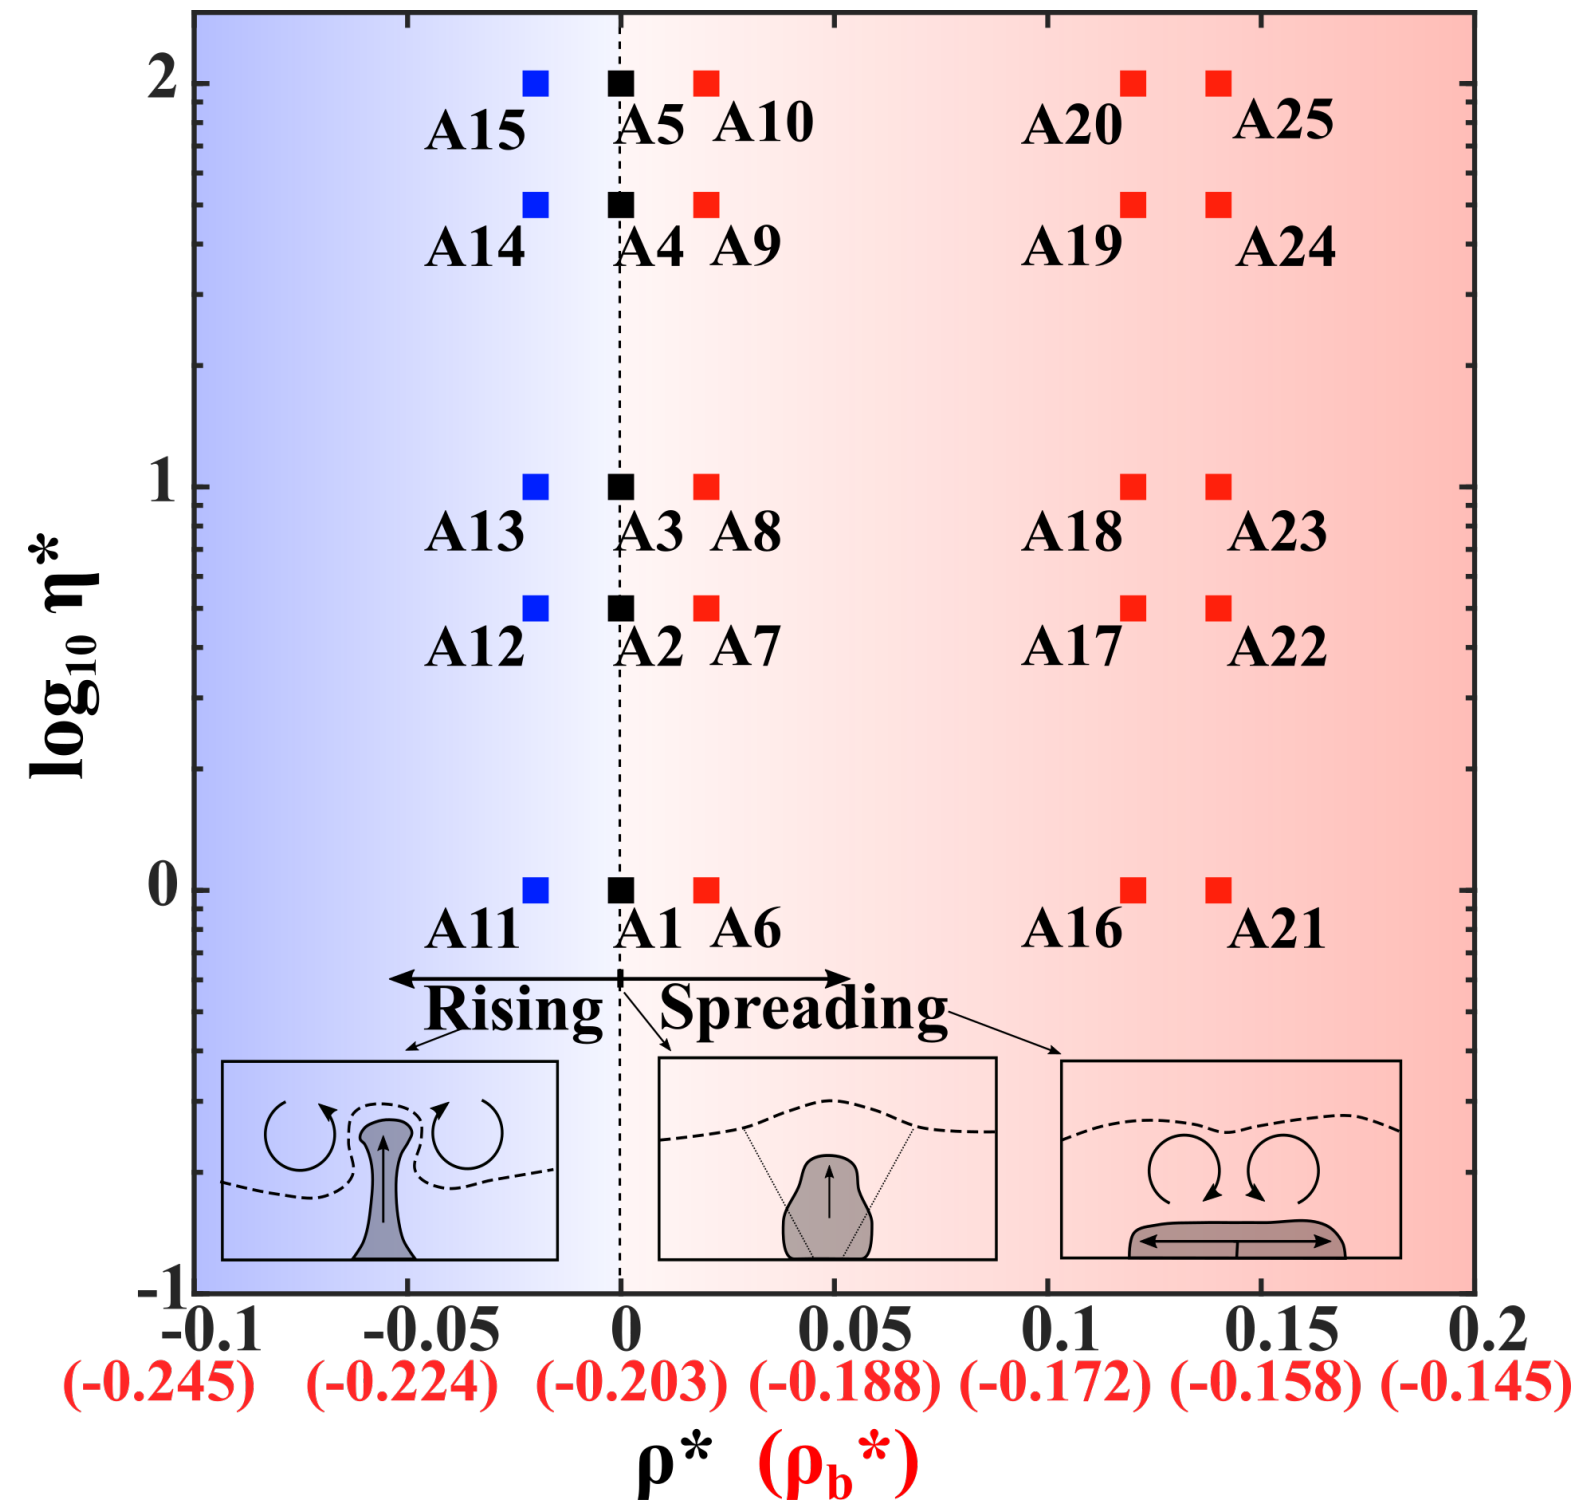 2
A15 A5 A10 A20 A25
A14 A4 A9 A19 A24
1
A13 A3 A8 A18 A23
log10 η*
A12 A2 A7 A17 A22
0
A11 A1 A6 A16 A21
Rising Spreading
-1
-0.1 -0.05 0 0.05 0.1 0.15 0.2
(-0.245) (-0.224) (-0.203) (-0.188) (-0.172) (-0.158) (-0.145)
ρ* (ρb*)